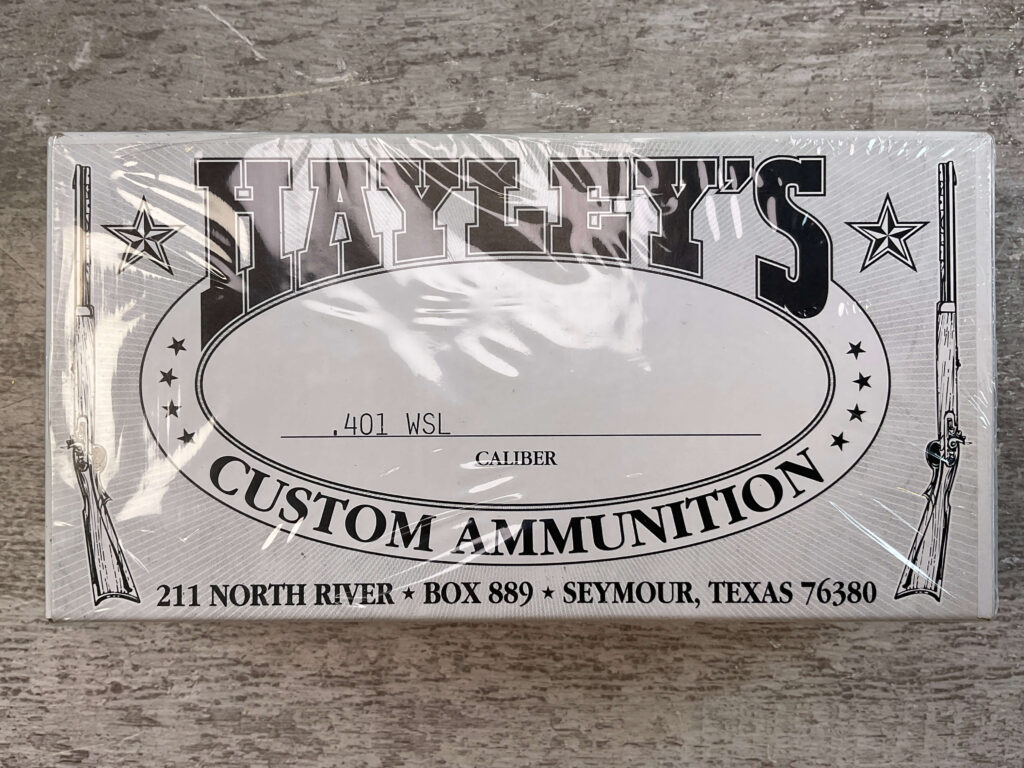 HAYLEY'S
.401 WSL
CALIBER
CUSTOM AMMUNITION
211 NORTH RIVER ★ BOX 889 ★ SEYMOUR, TEXAS 76380